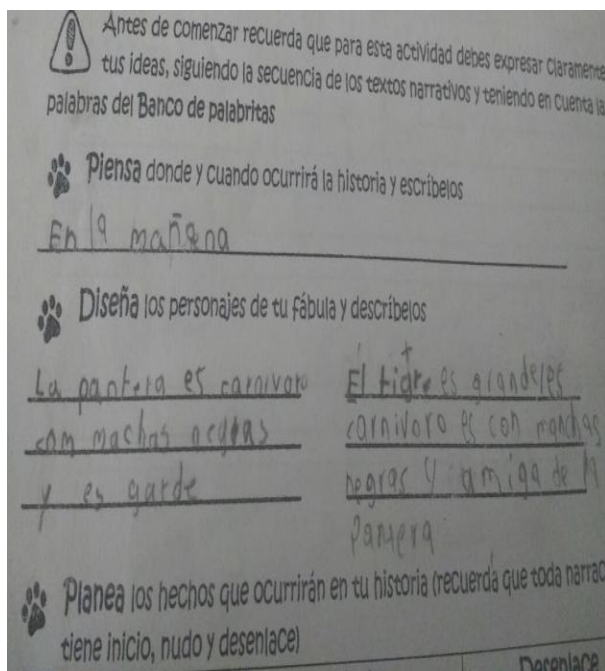 Antes de comenzar recuerda que para esta actividad debes expresar claramente
tus ideas, siguiendo la secuencia de los textos narrativos y teniendo en cuenta la
palabras del Banco de palabritas
Piensa donde y cuando ocurrirá la historia y escríbelos
En la mañana
Diseña los personajes de tu fábula y descríbelos
La pantera es carnivoro
com machas negras
y es garde
El tigre es grande es
carnivoro es con manchas
negras y amiga de la
Pantera
Planea los hechos que ocurrirán en tu historia (recuerda que toda narrac
tiene inicio, nudo y desenlace)
Desenlace